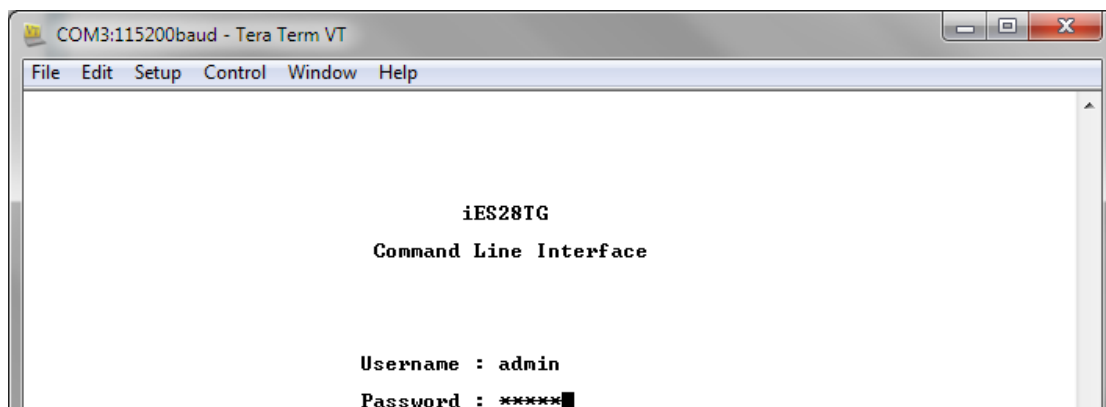 COM3:115200baud - Tera Term VT
File Edit Setup Control Window Help
iES28TG
Command Line Interface
Username : admin
Password : *****